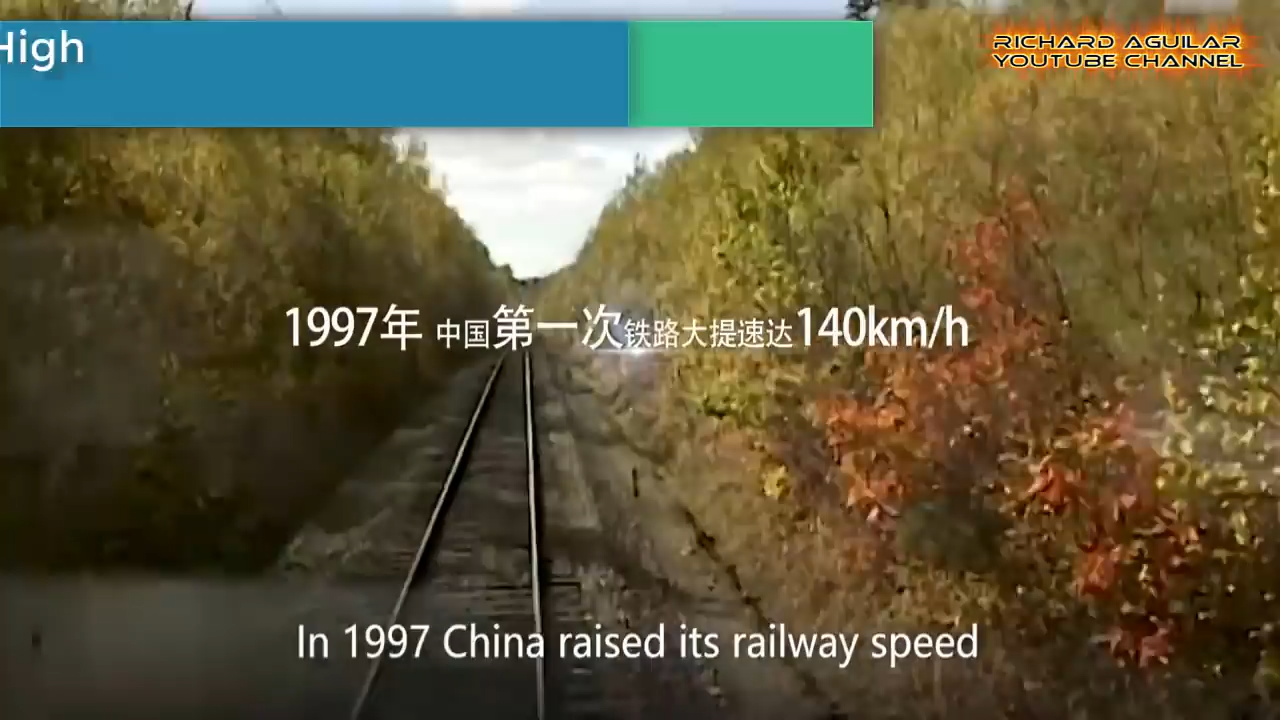 High
RICHARD AGUILAR
YOUTUBE CHANNEL
1997年 中国第一次铁路大提速达140km/h
In 1997 China raised its railway speed